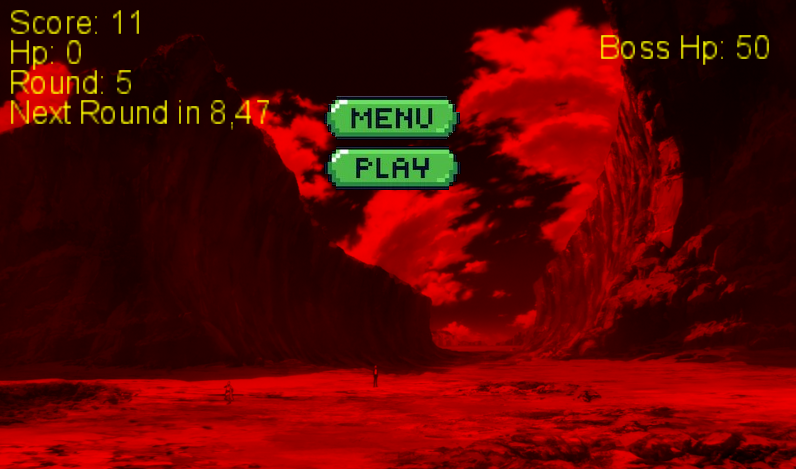 Score: 11
Hp: 0
Round: 5
Next Round in 8,47
Boss Hp: 50
MENU
PLAY